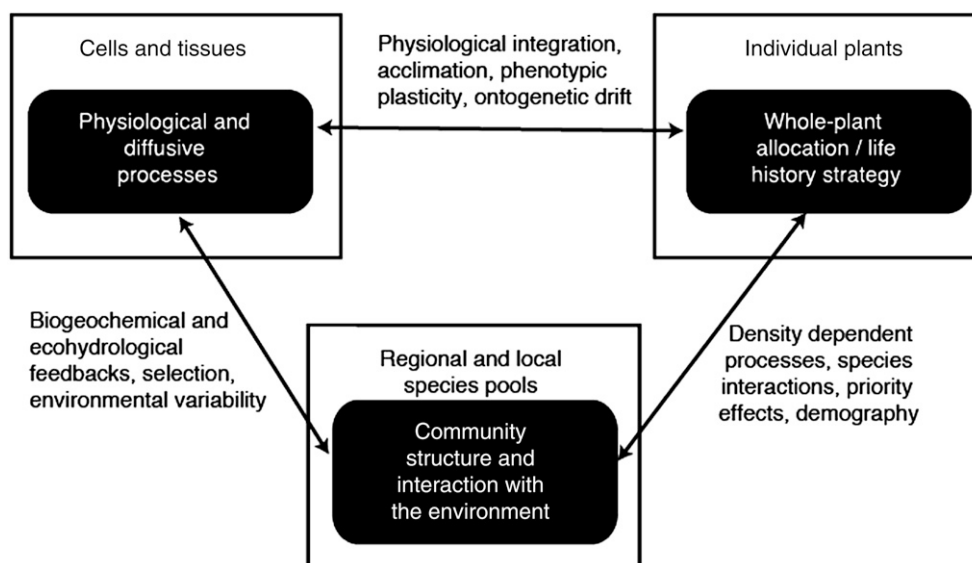 Cells and tissues
Physiological and
diffusive
processes
Physiological integration,
acclimation, phenotypic
plasticity, ontogenetic drift
Individual plants
Whole-plant
allocation / life
history strategy
Biogeochemical and
ecohydrological
feedbacks, selection,
environmental variability
Regional and local
species pools
Community
structure and
interaction with
the environment
Density dependent
processes, species
interactions, priority
effects, demography